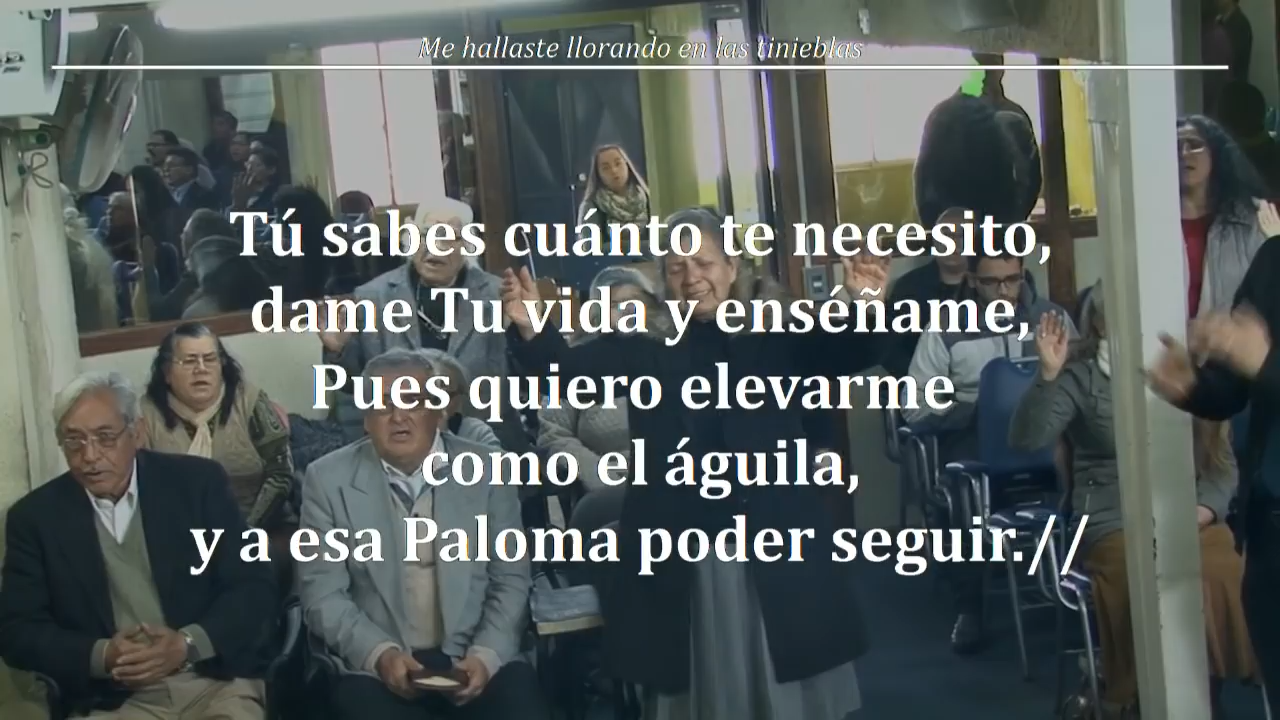 Me hallaste llorando en las tinieblas
Tú sabes cuánto te necesito,
dame Tu vida y enséñame,
Pues quiero elevarme
como el águila,
y a esa Paloma poder seguir.//